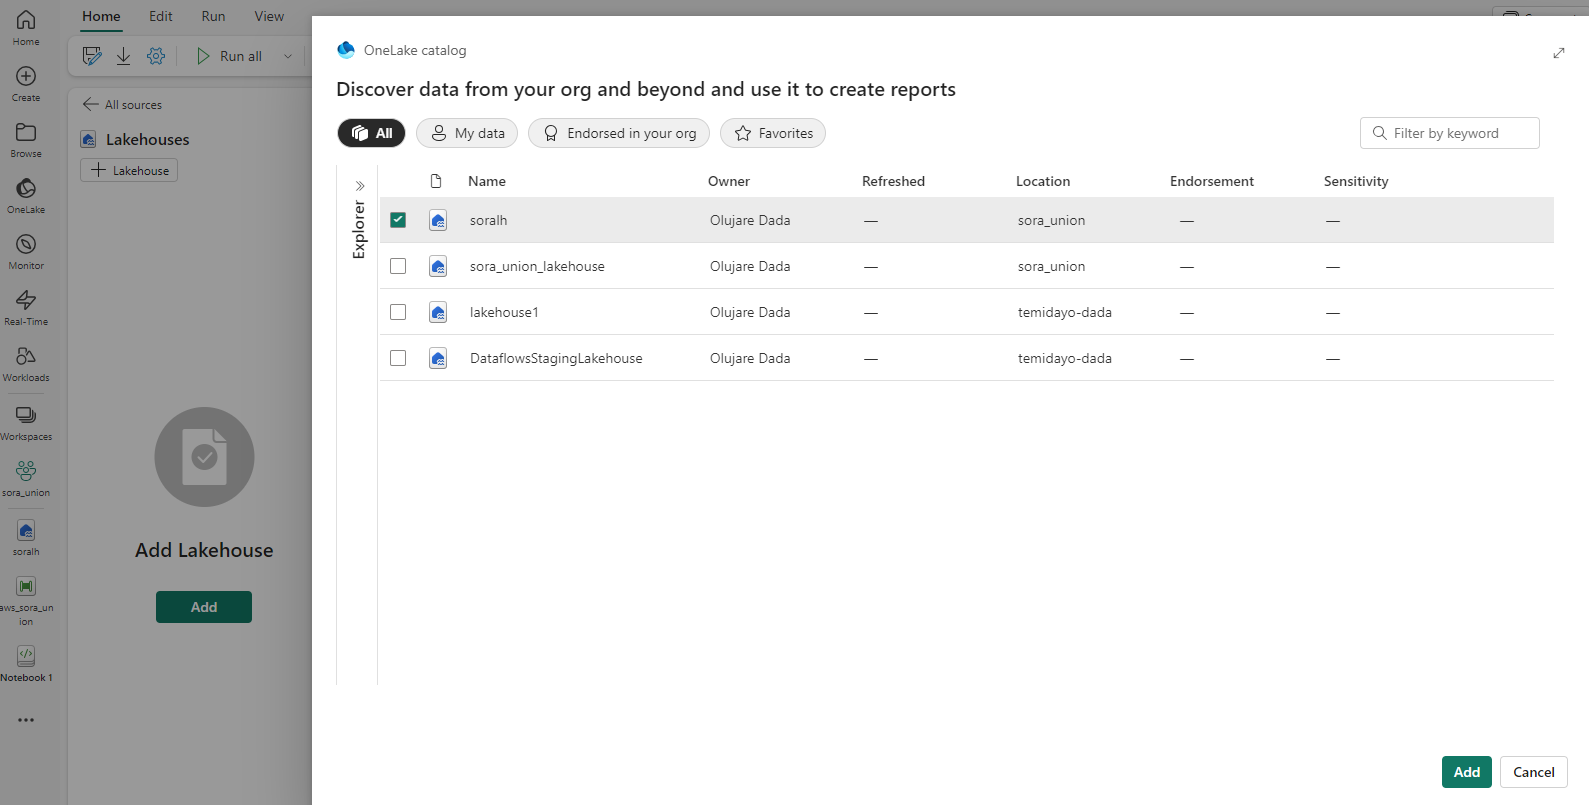 Home
Edit
Run
View
Run all
Home
Create
Browse
OneLake
Monitor
Real-Time
Workloads
Workspaces
sora_union
soralh
aws_sora_un
ion
Notebook 1
All sources
Lakehouses
Lakehouse
Add Lakehouse
Add
OneLake catalog
Discover data from your org and beyond and use it to create reports
All
My data
Endorsed in your org
Favorites
Filter by keyword
Explorer
Name Owner Refreshed Location Endorsement Sensitivity
soralh Olujare Dada — sora_union — —
sora_union_lakehouse Olujare Dada — sora_union — —
lakehouse1 Olujare Dada — temidayo-dada — —
DataflowsStagingLakehouse Olujare Dada — temidayo-dada — —
Add
Cancel